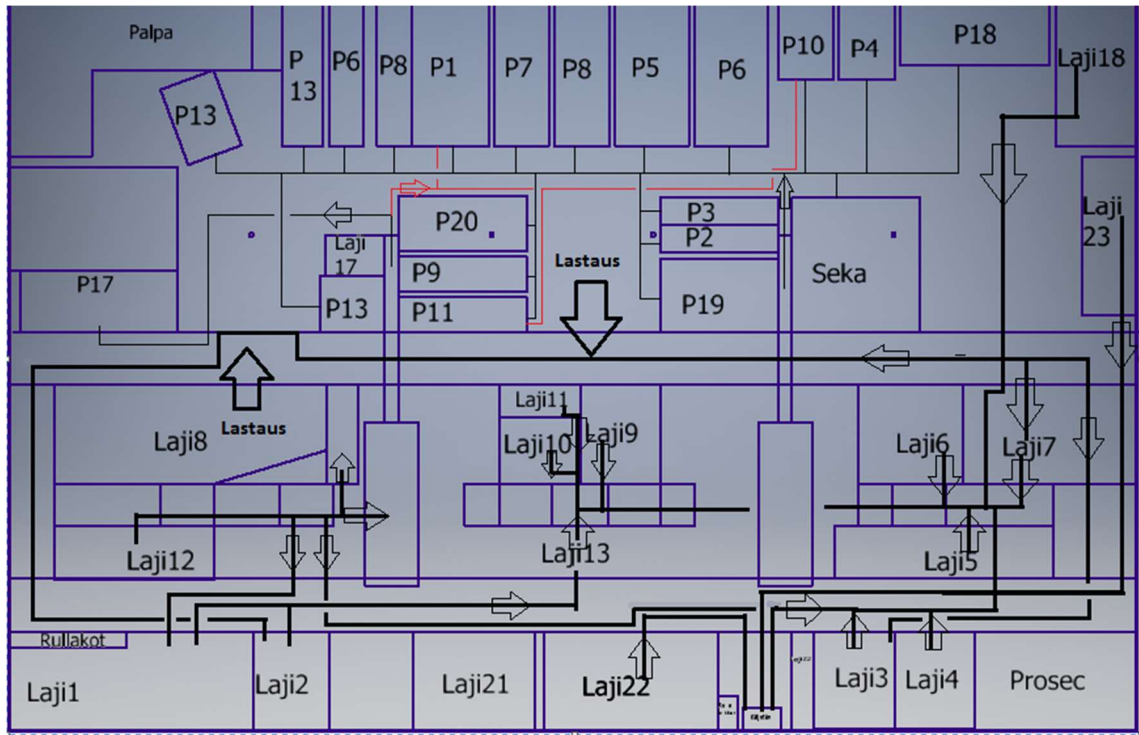 Palpa
P
13
P6
P8
P1
P7
P8
P5
P6
P10
P4
P18
Laji18
P13
P20
P3
P2
Laji
23
Laji
17
P9
Lastaus
Seka
P17
P13
P11
P19
Laji11
Laji8
Lastaus
Laji10
Laji9
Laji6
Laji7
Laji12
Laji13
Laji5
Rullakot
Laji1
Laji2
Laji21
Laji22
Laji3
Laji4
Prosec